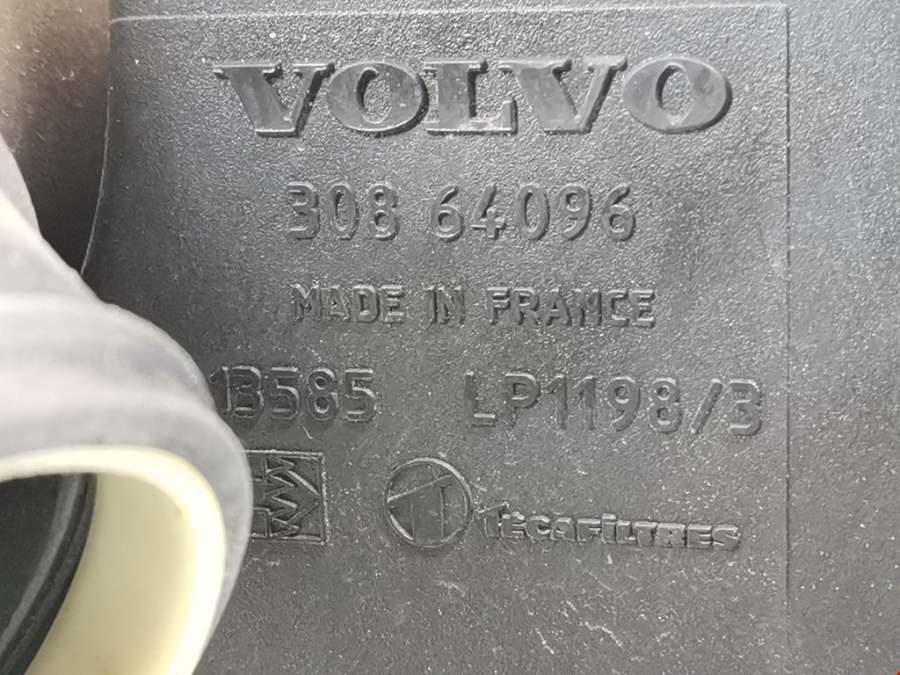 VOLVO
308 64096
MADE IN FRANCE
13585 LP1198/3
TECAFILTRES